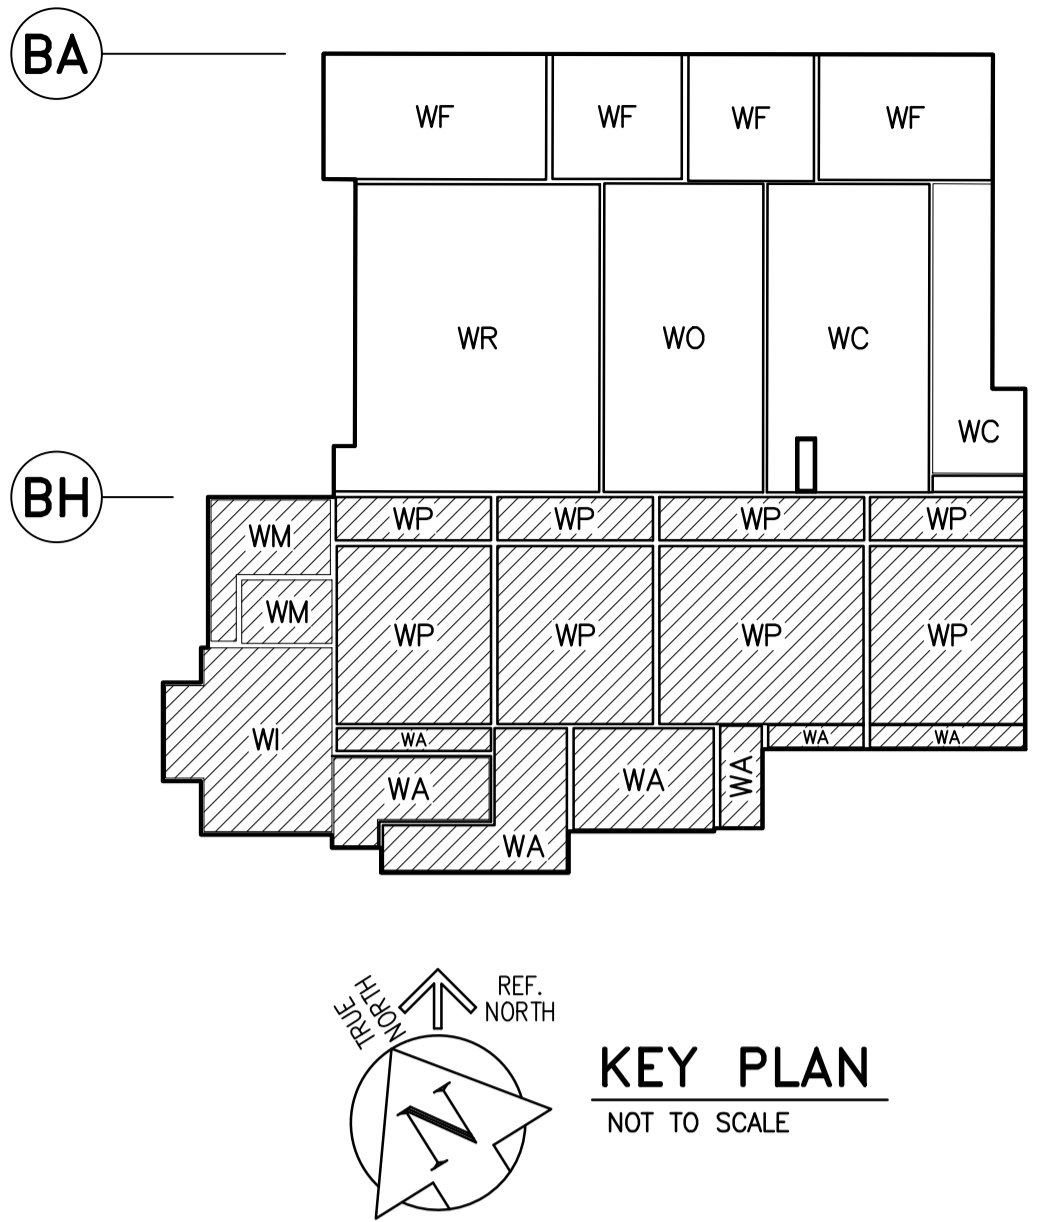 BA
WF WF WF WF
WR WO WC
WC
BH
WM WP WP WP WP
WM
WP WP WP WP
WI WA WA WA
WA WA WA
WA
TRUE NORTH
REF.
NORTH
N
KEY PLAN
NOT TO SCALE